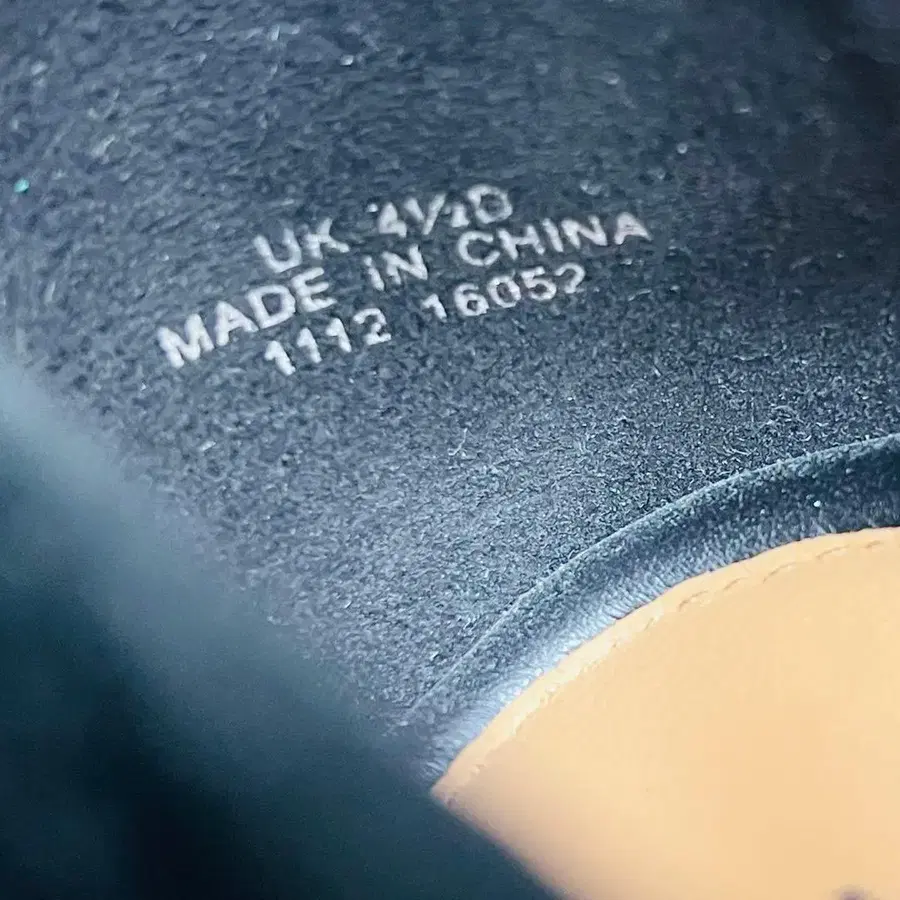 UK 4½D
MADE IN CHINA
1112 16052